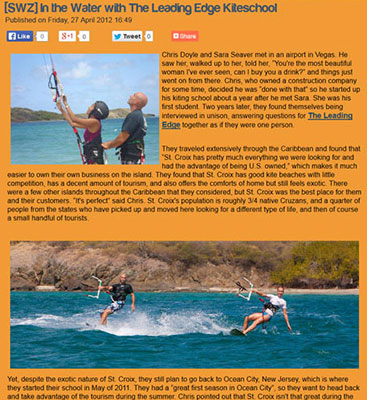 [SWZ] In the Water with The Leading Edge Kiteschool
Published on Friday, 27 April 2012 16:49
Like 0 +1 0 Tweet 0 Share
Chris Doyle and Sara Seaver met in an airport in Vegas. He
saw her, walked up to her, told her, "You're the most beautiful
woman I've ever seen, can I buy you a drink?" and things just
went on from there. Chris, who owned a construction company
for some time, decided he was "done with that" so he started up
his kiting school about a year after he met Sara. She was his
first student. Two years later, they found themselves being
interviewed in unison, answering questions for The Leading
Edge together as if they were one person.
They traveled extensively through the Caribbean and found that
"St. Croix has pretty much everything we were looking for and
had the advantage of being U.S. owned," which makes it much
easier to own their own business on the island. They found that St. Croix has good kite beaches with little
competition, has a decent amount of tourism, and also offers the comforts of home but still feels exotic. There
were a few other islands throughout the Caribbean that they considered, but St. Croix was the best place for them
and their customers. "It's perfect" said Chris. St. Croix's population is roughly 3/4 native Cruzans, and a quarter of
people from the states who have picked up and moved here looking for a different type of life, and then of course
a small handful of tourists.
Yet, despite the exotic nature of St. Croix, they still plan to go back to Ocean City, New Jersey, which is where
they started their school in May of 2011. They had a "great first season in Ocean City", so they want to head back
and take advantage of the tourism during the summer. Chris pointed out that St. Croix isn't that great during the